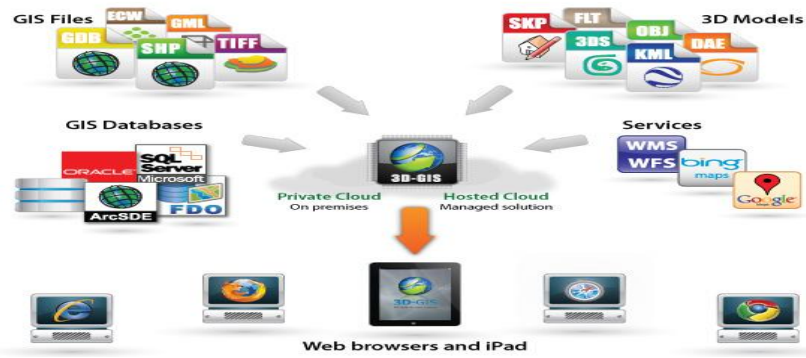 GIS Files
ECW
GML
GDB
SHP
TIFF
SKP
FLT
OBJ
3DS
KML
DAE
3D Models
GIS Databases
ORACLE
SQL
Server
Microsoft
ArcSDE
FDO
3D-GIS
Services
WMS
WFS
bing
maps
Google
Private Cloud
On premises
Hosted Cloud
Managed solution
3D-GIS
Web browsers and iPad